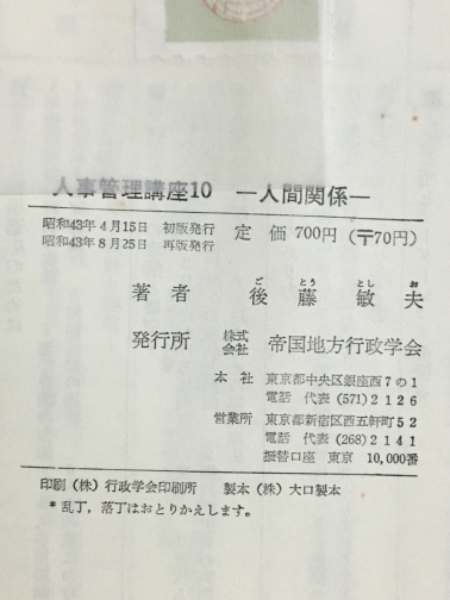 人事管理講座10 ―人間関係―
昭和43年4月15日 初版発行 定 価 700円 (〒70円)
昭和43年8月25日 再版発行
ご とう とし お
著者 後藤敏夫
発行所 株式会社 帝国地方行政学会
本社 東京都中央区銀座西7の1
電話 代表 (571) 2126
営業所 東京都新宿区西五軒町52
電話 代表 (268) 2141
振替口座 東京 10,000番
印刷 (株) 行政学会印刷所 製本 (株) 大口製本
* 乱丁,落丁はおとりかえします。